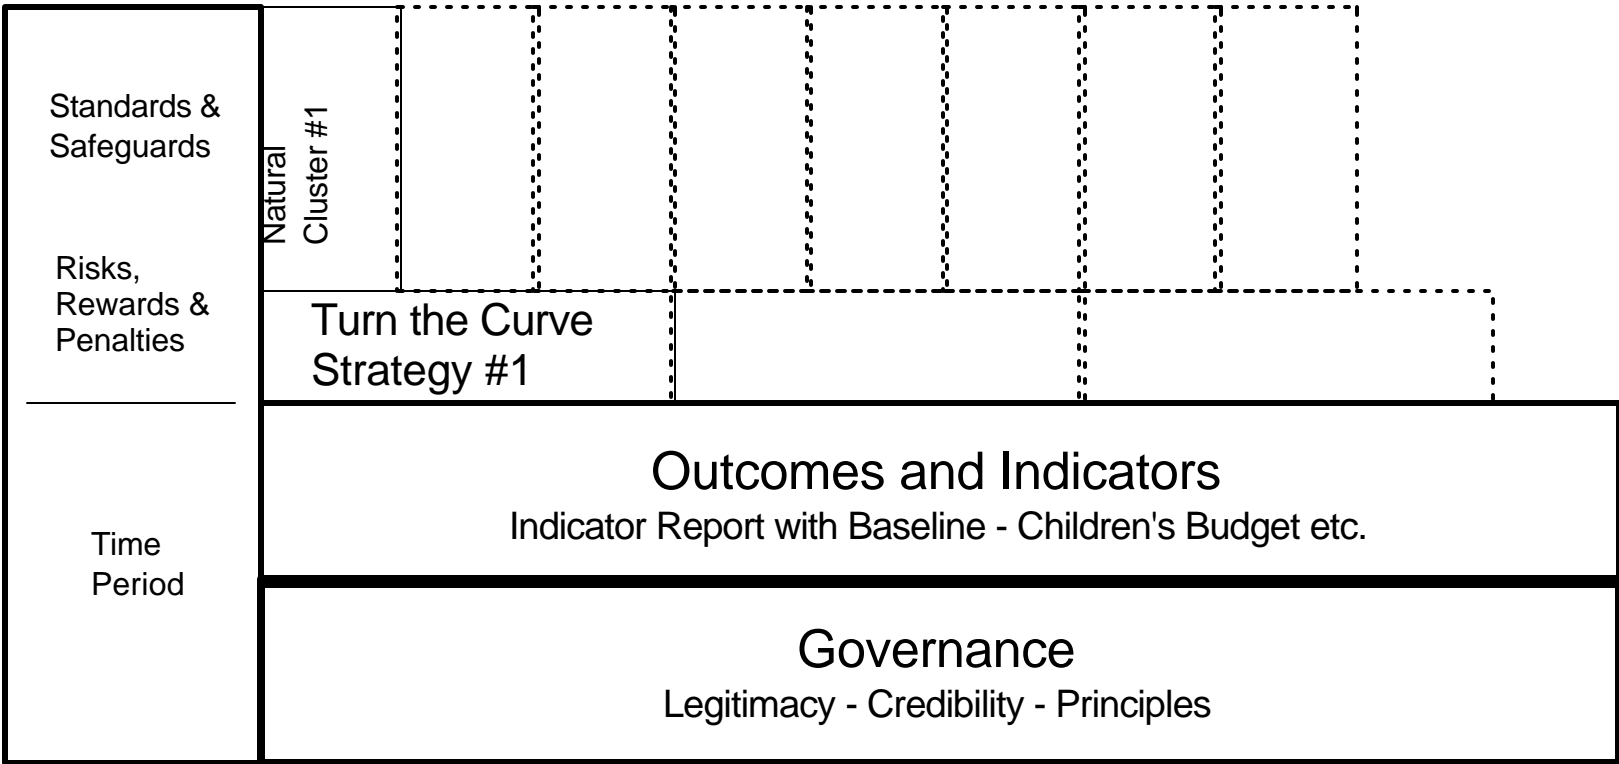 Standards &
Safeguards
Risks,
Rewards &
Penalties
Time
Period
Natural
Cluster #1
Turn the Curve
Strategy #1
Outcomes and Indicators
Indicator Report with Baseline - Children's Budget etc.
Governance
Legitimacy - Credibility - Principles